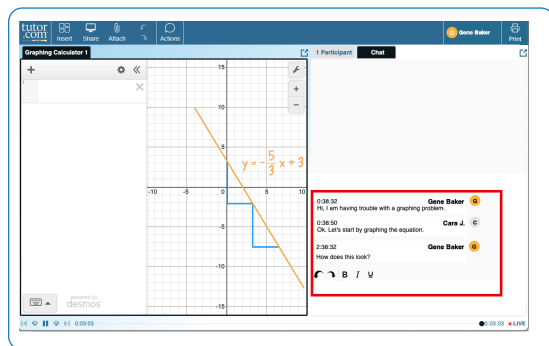 tutor
.com
Insert
Share
Attach
Actions
G Gene Baker
Print
Graphing Calculator 1
1 Participant
Chat
1
15
10
5
-10
-5
0
5
10
-5
-10
-15
y = -5/3 x + 3
0:38:32 Gene Baker G
Hi, I am having trouble with a graphing problem.
0:38:50 Cara J. C
Ok. Let's start by graphing the equation.
2:38:32 Gene Baker G
How does this look?
B I U
powered by
desmos
0:03:03
0:03:03 LIVE